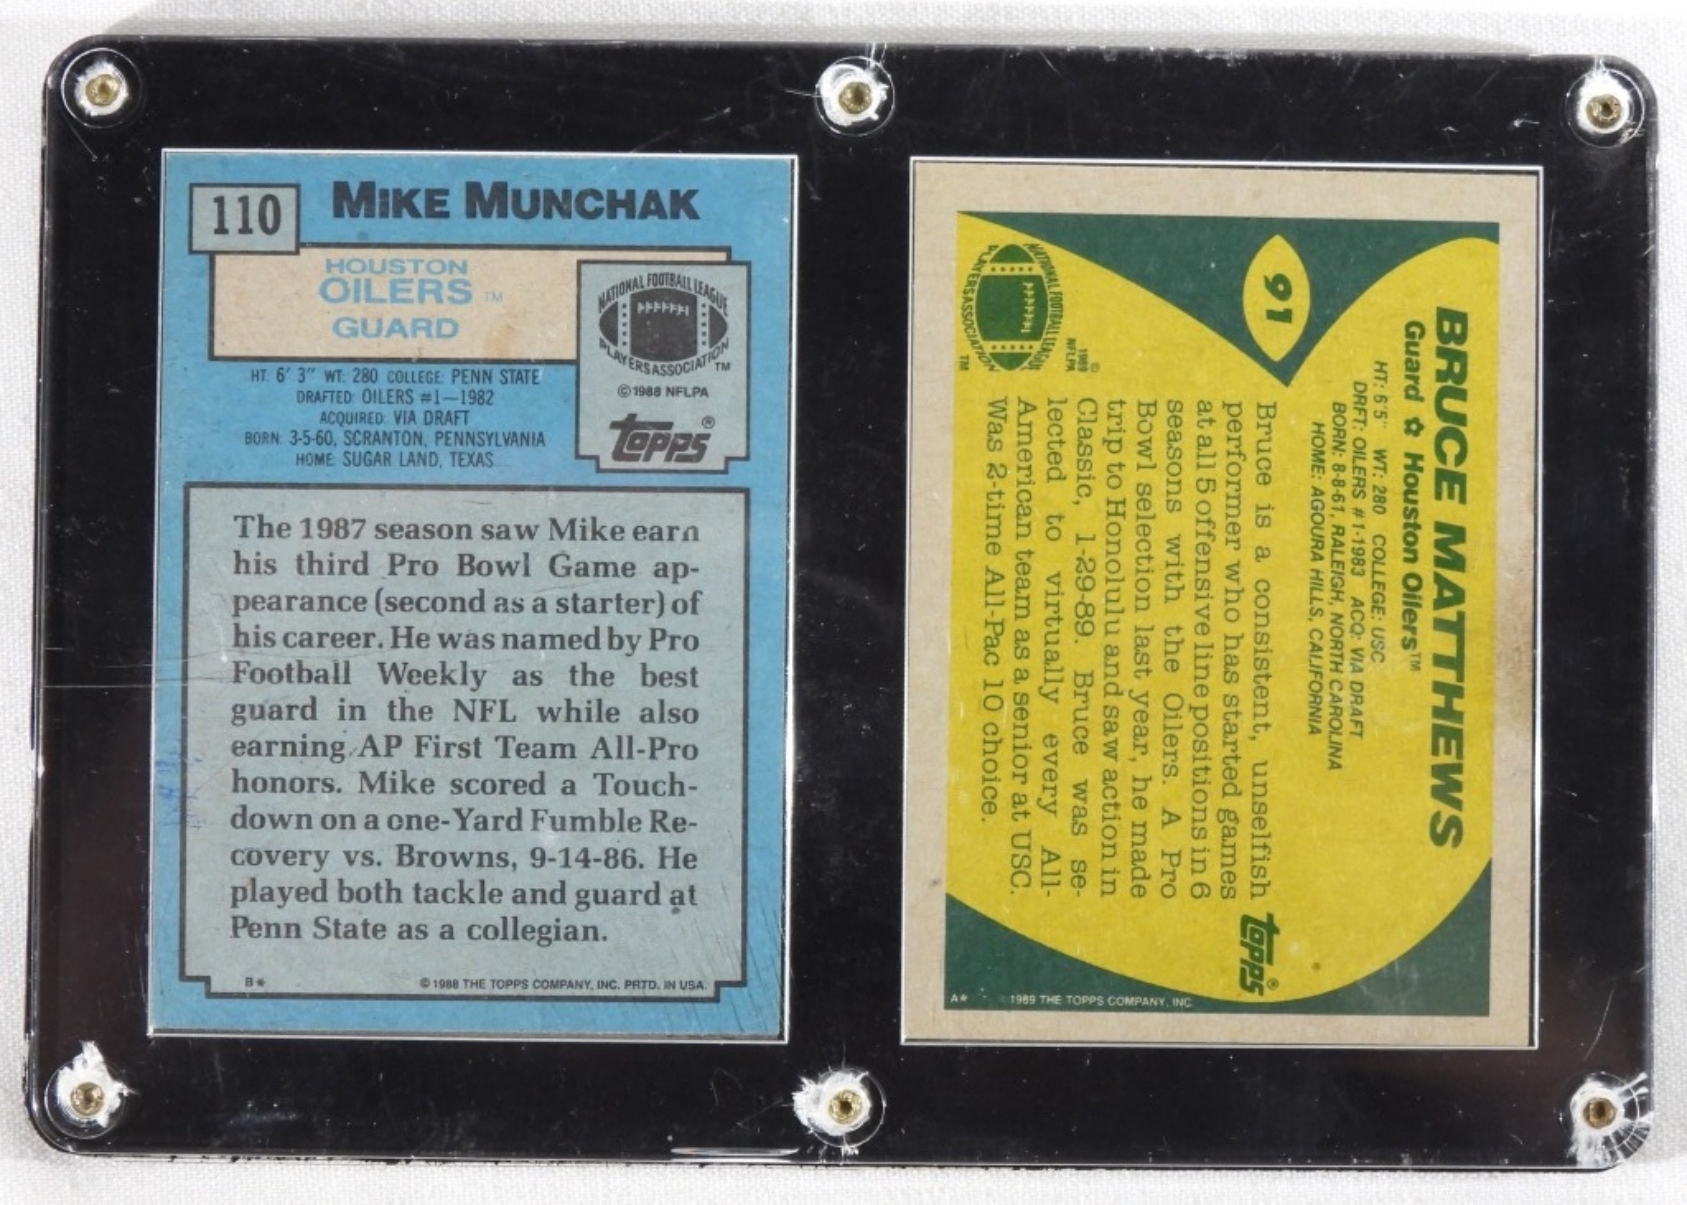 110
MIKE MUNCHAK
HOUSTON
OILERS ™
GUARD
NATIONAL FOOTBALL LEAGUE
PLAYERS ASSOCIATION ™
© 1988 NFLPA
topps®
HT: 6' 3" WT: 280 COLLEGE: PENN STATE
DRAFTED: OILERS #1—1982
ACQUIRED: VIA DRAFT
BORN: 3-5-60, SCRANTON, PENNSYLVANIA
HOME: SUGAR LAND, TEXAS
The 1987 season saw Mike earn
his third Pro Bowl Game ap-
pearance (second as a starter) of
his career. He was named by Pro
Football Weekly as the best
guard in the NFL while also
earning AP First Team All-Pro
honors. Mike scored a Touch-
down on a one-Yard Fumble Re-
covery vs. Browns, 9-14-86. He
played both tackle and guard at
Penn State as a collegian.
B*
© 1988 THE TOPPS COMPANY, INC. PRTD. IN USA.
BRUCE MATTHEWS
Guard ✿ Houston Oilers™
HT: 6'5" WT: 280 COLLEGE: USC
DRFT: OILERS #1-1983 ACQ: VIA DRAFT
BORN: 8-8-61, RALEIGH, NORTH CAROLINA
HOME: AGOURA HILLS, CALIFORNIA
91
NATIONAL FOOTBALL LEAGUE
PLAYERS ASSOCIATION
™
©
1989
NFLPA
Bruce is a consistent, unselfish
performer who has started games
at all 5 offensive line positions in 6
seasons with the Oilers. A Pro
Bowl selection last year, he made
trip to Honolulu and saw action in
Classic, 1-29-89. Bruce was se-
lected to virtually every All-
American team as a senior at USC.
Was 2-time All-Pac 10 choice.
topps®
A*
1989 THE TOPPS COMPANY, INC